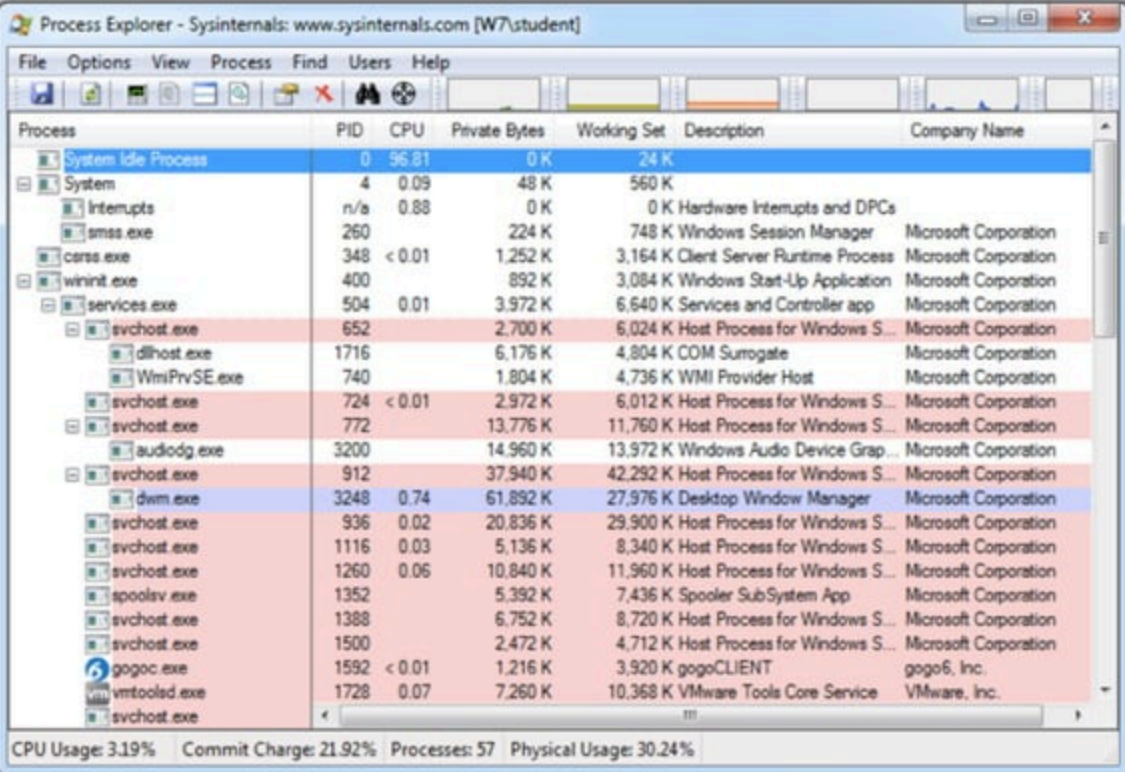 Process Explorer - Sysinternals: www.sysinternals.com [W7\student]
File Options View Process Find Users Help
Process PID CPU Private Bytes Working Set Description Company Name
System Idle Process 0 96.81 0 K 24 K
System 4 0.09 48 K 560 K
Interrupts n/a 0.88 0 K 0 K Hardware Interrupts and DPCs
smss.exe 260 224 K 748 K Windows Session Manager Microsoft Corporation
csrss.exe 348 < 0.01 1,252 K 3,164 K Client Server Runtime Process Microsoft Corporation
wininit.exe 400 892 K 3,084 K Windows Start-Up Application Microsoft Corporation
services.exe 504 0.01 3,972 K 6,640 K Services and Controller app Microsoft Corporation
svchost.exe 652 2,700 K 6,024 K Host Process for Windows S... Microsoft Corporation
dllhost.exe 1716 6,176 K 4,804 K COM Surrogate Microsoft Corporation
WmiPrvSE.exe 740 1,804 K 4,736 K WMI Provider Host Microsoft Corporation
svchost.exe 724 < 0.01 2,972 K 6,012 K Host Process for Windows S... Microsoft Corporation
svchost.exe 772 13,776 K 11,760 K Host Process for Windows S... Microsoft Corporation
audiodg.exe 3200 14,960 K 13,972 K Windows Audio Device Grap... Microsoft Corporation
svchost.exe 912 37,940 K 42,292 K Host Process for Windows S... Microsoft Corporation
dwm.exe 3248 0.74 61,892 K 27,976 K Desktop Window Manager Microsoft Corporation
svchost.exe 936 0.02 20,836 K 29,900 K Host Process for Windows S... Microsoft Corporation
svchost.exe 1116 0.03 5,136 K 8,340 K Host Process for Windows S... Microsoft Corporation
svchost.exe 1260 0.06 10,840 K 11,960 K Host Process for Windows S... Microsoft Corporation
spoolsv.exe 1352 5,392 K 7,436 K Spooler SubSystem App Microsoft Corporation
svchost.exe 1388 6,752 K 8,720 K Host Process for Windows S... Microsoft Corporation
svchost.exe 1500 2,472 K 4,712 K Host Process for Windows S... Microsoft Corporation
gogoc.exe 1592 < 0.01 1,216 K 3,920 K gogoCLIENT gogo6, Inc.
vm vmtoolsd.exe 1728 0.07 7,260 K 10,368 K VMware Tools Core Service VMware, Inc.
svchost.exe
CPU Usage: 3.19% Commit Charge: 21.92% Processes: 57 Physical Usage: 30.24%